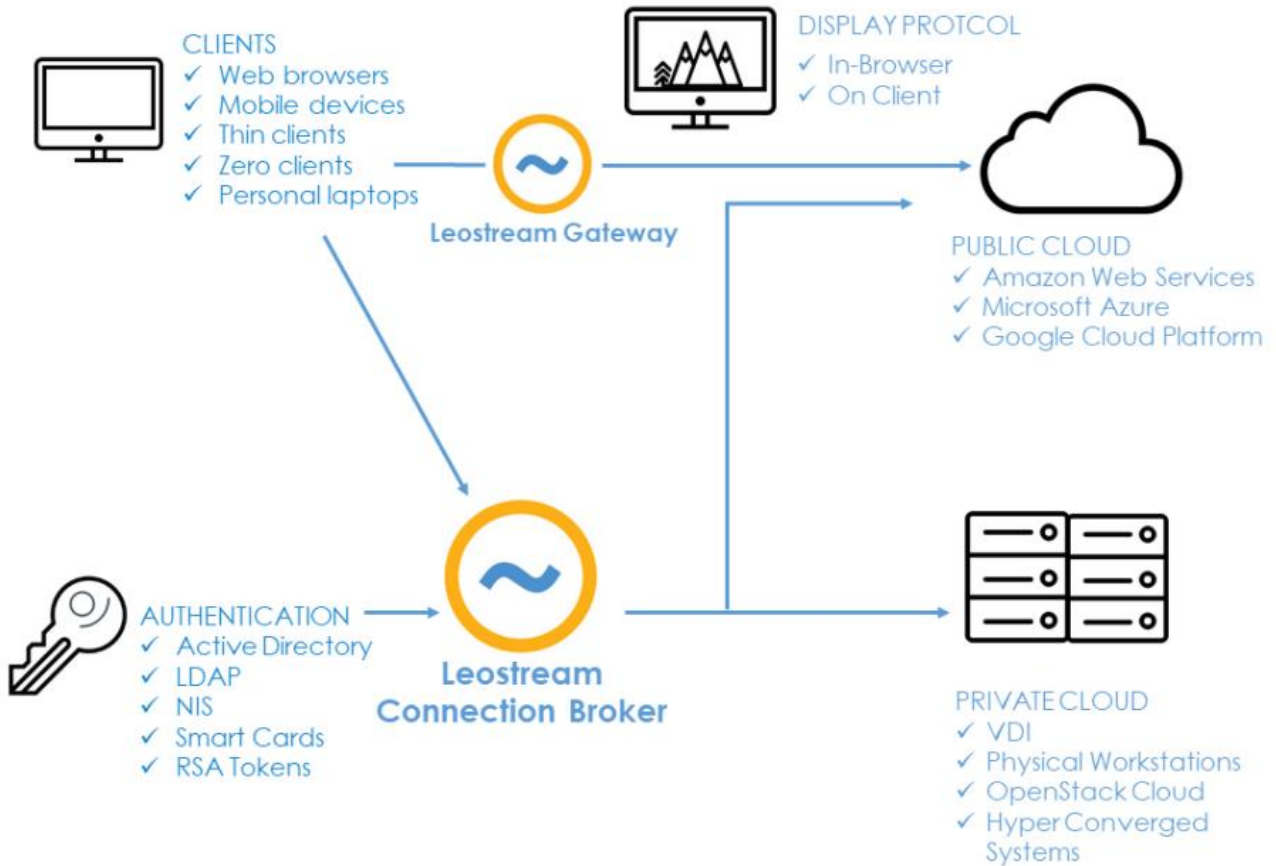 CLIENTS
✓ Web browsers
✓ Mobile devices
✓ Thin clients
✓ Zero clients
✓ Personal laptops
DISPLAY PROTCOL
✓ In-Browser
✓ On Client
Leostream Gateway
PUBLIC CLOUD
✓ Amazon Web Services
✓ Microsoft Azure
✓ Google Cloud Platform
AUTHENTICATION
✓ Active Directory
✓ LDAP
✓ NIS
✓ Smart Cards
✓ RSA Tokens
Leostream
Connection Broker
PRIVATE CLOUD
✓ VDI
✓ Physical Workstations
✓ OpenStack Cloud
✓ Hyper Converged
Systems